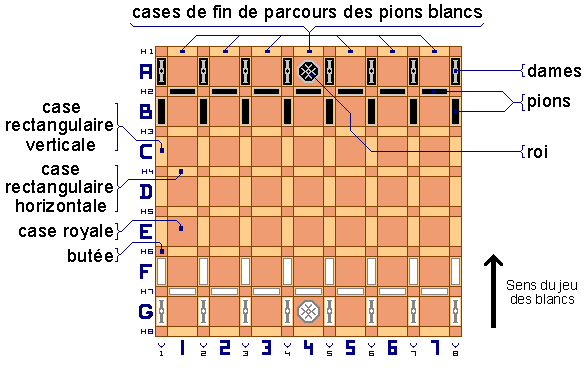 cases de fin de parcours des pions blancs
H1
A
dames
H2
pions
case
rectangulaire
verticale
B
H3
C
roi
case
rectangulaire
horizontale
H4
D
H5
case royale
E
butée
H6
F
Sens du jeu
des blancs
H7
G
H8
V1 1 V2 2 V3 3 V4 4 V5 5 V6 6 V7 7 V8